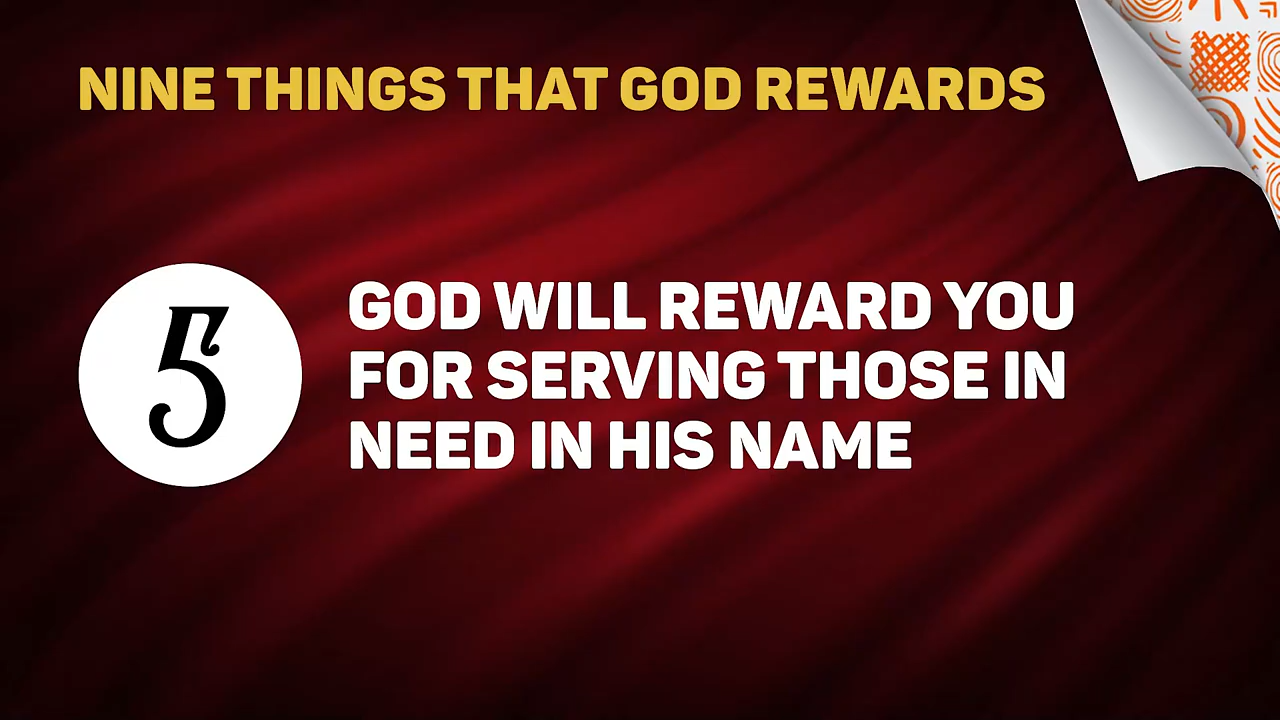 NINE THINGS THAT GOD REWARDS
5
GOD WILL REWARD YOU
FOR SERVING THOSE IN
NEED IN HIS NAME